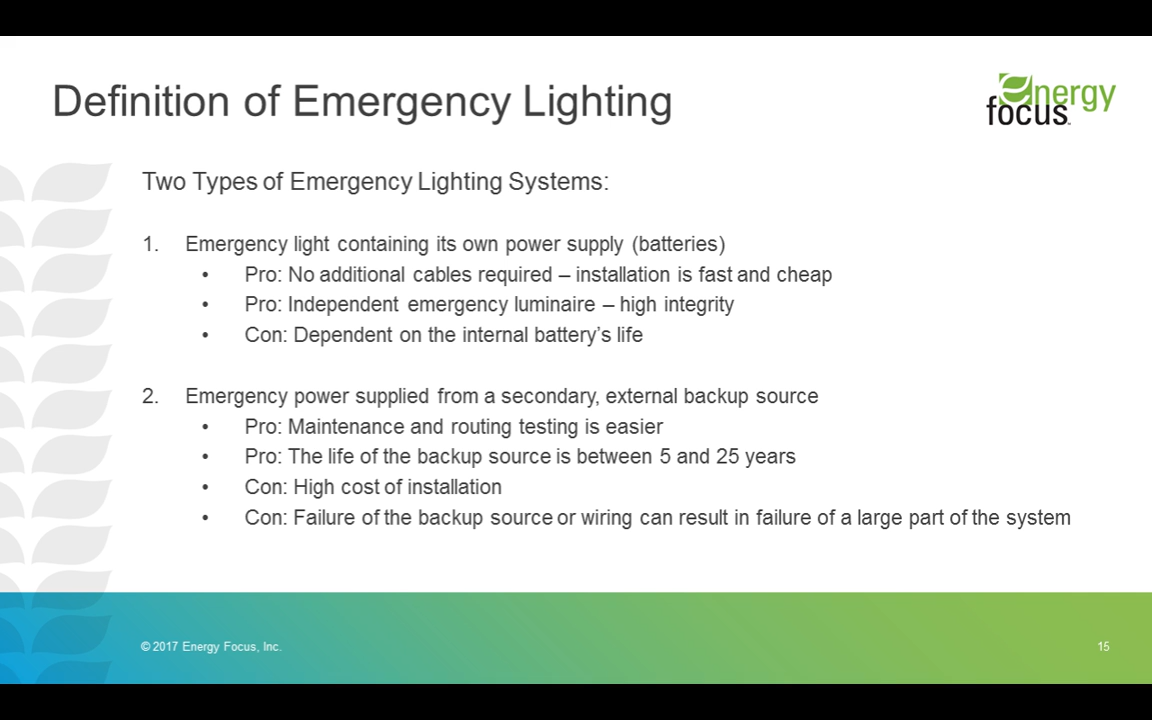 Definition of Emergency Lighting
Energy
focus™
Two Types of Emergency Lighting Systems:
1. Emergency light containing its own power supply (batteries)
• Pro: No additional cables required – installation is fast and cheap
• Pro: Independent emergency luminaire – high integrity
• Con: Dependent on the internal battery's life
2. Emergency power supplied from a secondary, external backup source
• Pro: Maintenance and routing testing is easier
• Pro: The life of the backup source is between 5 and 25 years
• Con: High cost of installation
• Con: Failure of the backup source or wiring can result in failure of a large part of the system
© 2017 Energy Focus, Inc.
15